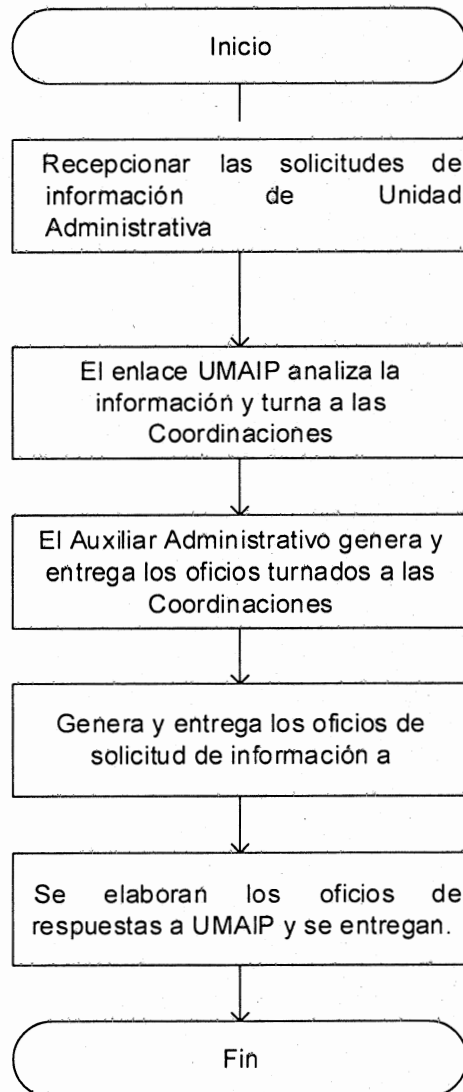 Inicio
Recepcionar las solicitudes de
información de Unidad
Administrativa
El enlace UMAIP analiza la
información y turna a las
Coordinaciones
El Auxiliar Administrativo genera y
entrega los oficios turnados a las
Coordinaciones
Genera y entrega los oficios de
solicitud de información a
Se elaboran los oficios de
respuestas a UMAIP y se entregan.
Fin